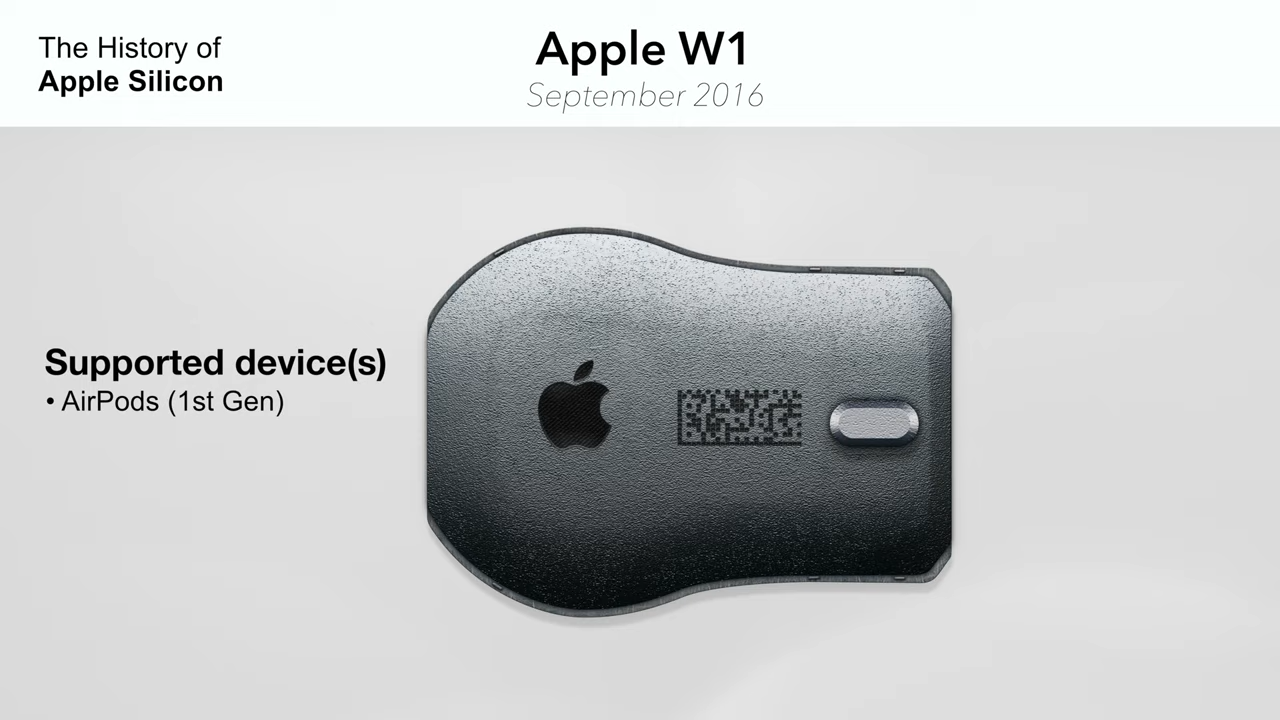 The History of
Apple Silicon
Apple W1
September 2016
Supported device(s)
• AirPods (1st Gen)